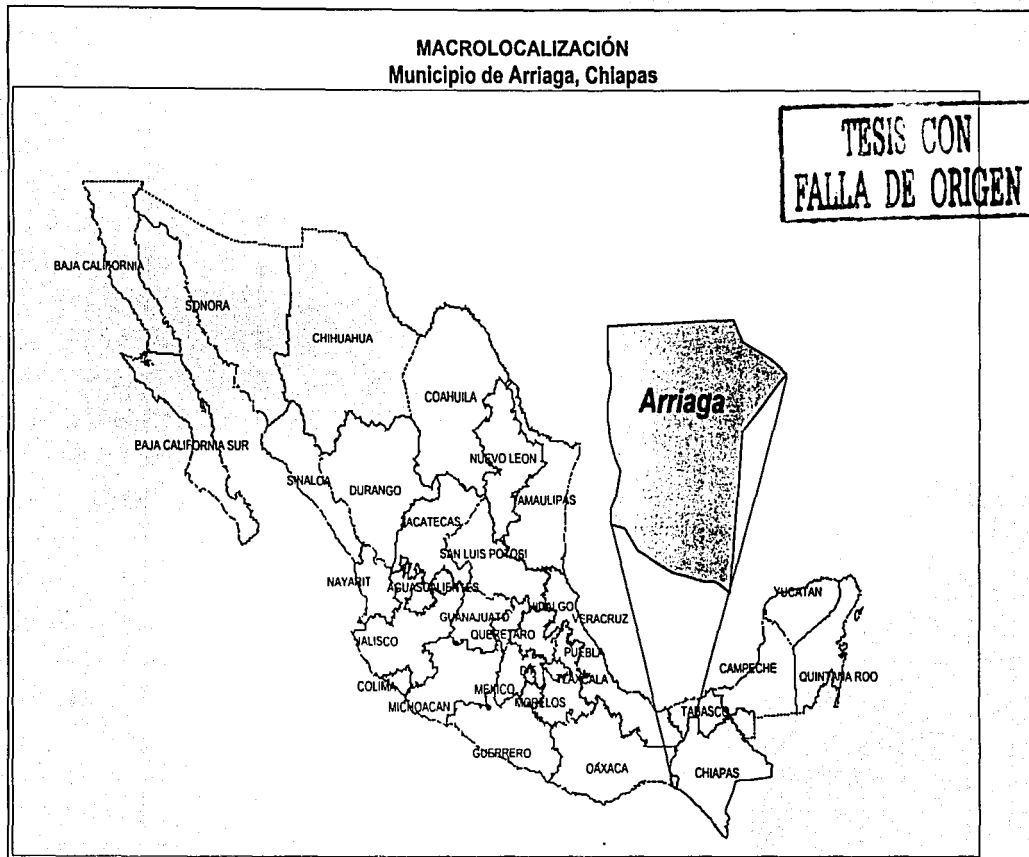 MACROLOCALIZACIÓN
Municipio de Arriaga, Chiapas
TESIS CON
FALLA DE ORIGEN
BAJA CALIFORNIA
SONORA
CHIHUAHUA
COAHUILA
Arriaga
BAJA CALIFORNIA SUR
NUEVO LEON
SINALOA
DURANGO
TAMAULIPAS
ZACATECAS
SAN LUIS POTOSI
NAYARIT
AGUASCALIENTES
YUCATAN
HIDALGO
GUANAJUATO
VERACRUZ
QUERETARO
JALISCO
PUEBLA
CAMPECHE
QUINTANA ROO
TLAXCALA
COLIMA
MEXICO
MORELOS
MICHOACAN
TABASCO
GUERRERO
OAXACA
CHIAPAS